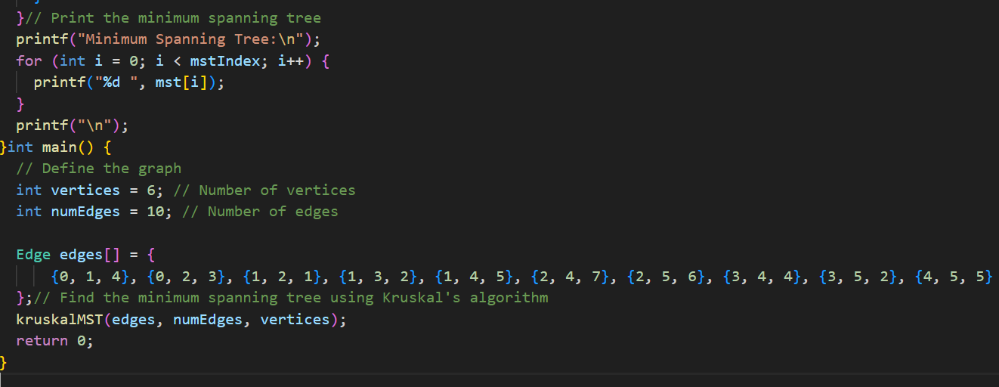 }
}// Print the minimum spanning tree
printf("Minimum Spanning Tree:\n");
for (int i = 0; i < mstIndex; i++) {
printf("%d ", mst[i]);
}
printf("\n");
}int main() {
// Define the graph
int vertices = 6; // Number of vertices
int numEdges = 10; // Number of edges
Edge edges[] = {
{0, 1, 4}, {0, 2, 3}, {1, 2, 1}, {1, 3, 2}, {1, 4, 5}, {2, 4, 7}, {2, 5, 6}, {3, 4, 4}, {3, 5, 2}, {4, 5, 5}
};// Find the minimum spanning tree using Kruskal's algorithm
kruskalMST(edges, numEdges, vertices);
return 0;
}